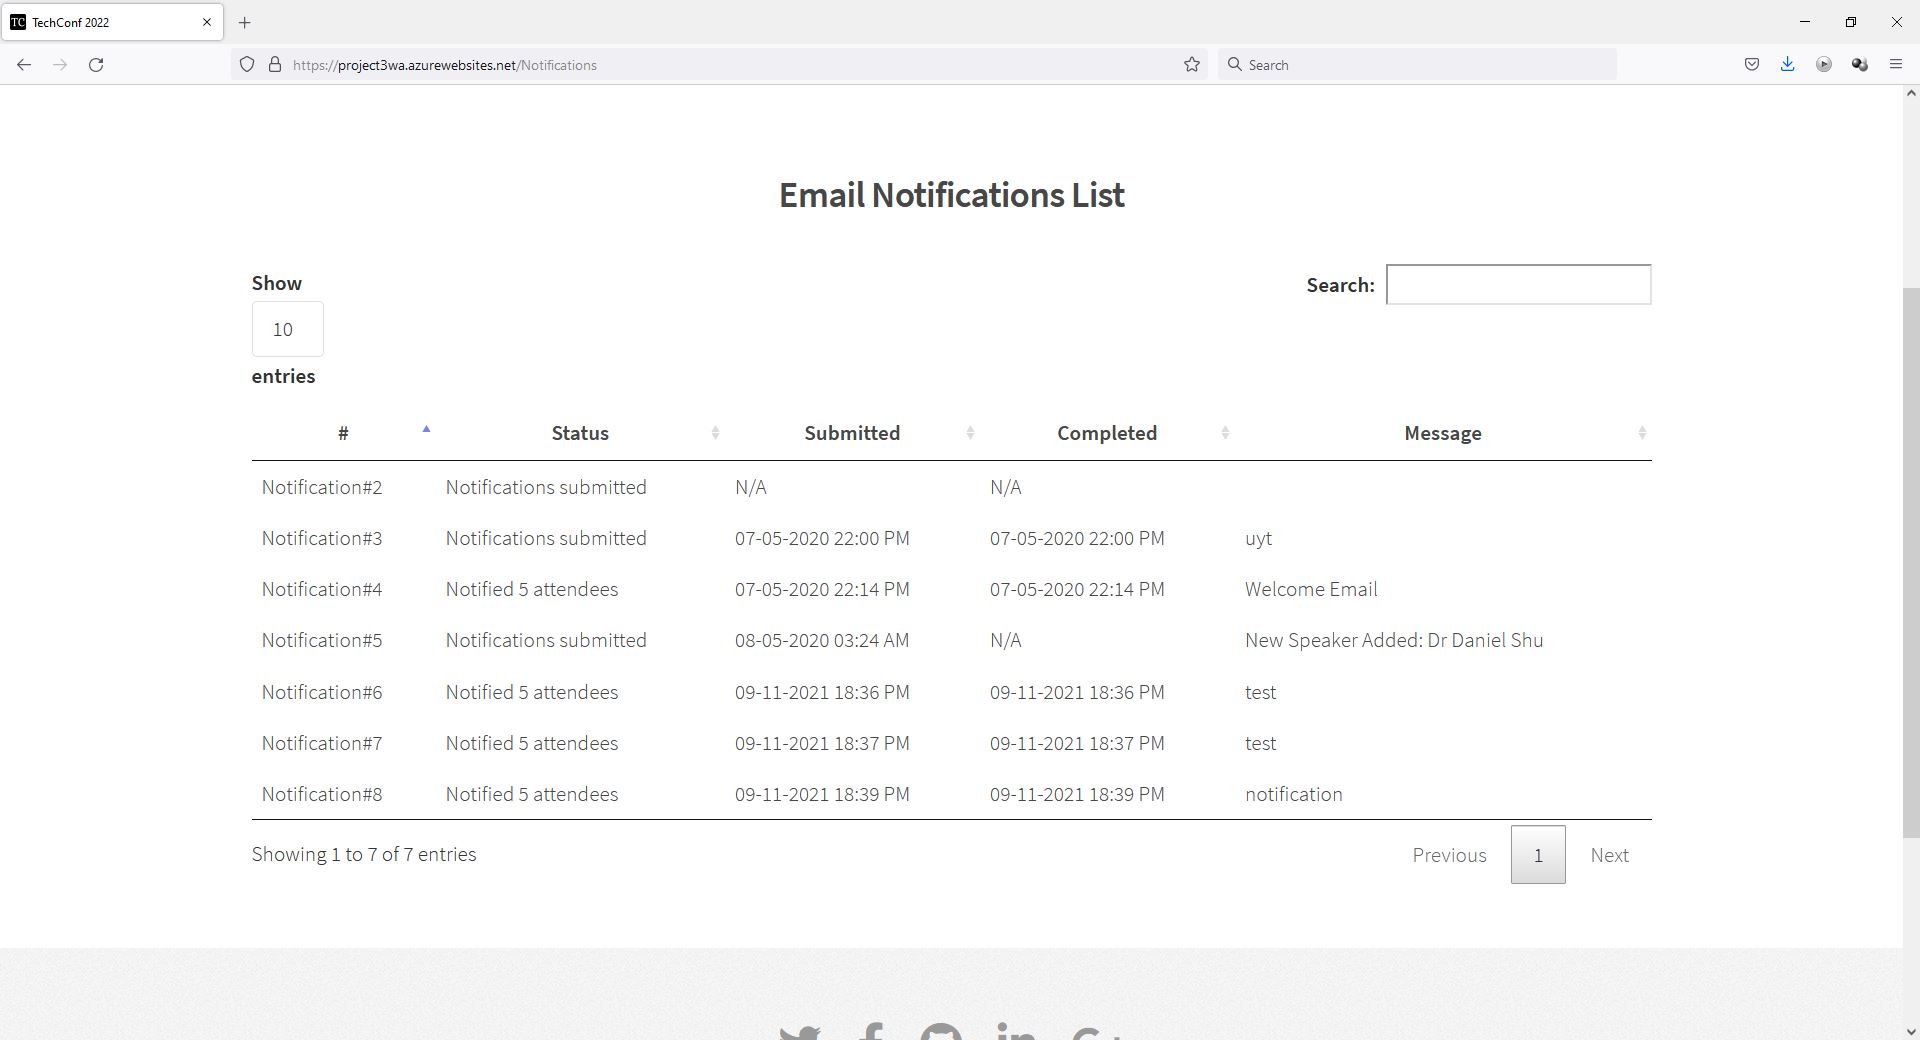 TC TechConf 2022
https://project3wa.azurewebsites.net/Notifications
Search
Email Notifications List
Show
10
entries
Search:
# Status Submitted Completed Message
Notification#2 Notifications submitted N/A N/A
Notification#3 Notifications submitted 07-05-2020 22:00 PM 07-05-2020 22:00 PM uyt
Notification#4 Notified 5 attendees 07-05-2020 22:14 PM 07-05-2020 22:14 PM Welcome Email
Notification#5 Notifications submitted 08-05-2020 03:24 AM N/A New Speaker Added: Dr Daniel Shu
Notification#6 Notified 5 attendees 09-11-2021 18:36 PM 09-11-2021 18:36 PM test
Notification#7 Notified 5 attendees 09-11-2021 18:37 PM 09-11-2021 18:37 PM test
Notification#8 Notified 5 attendees 09-11-2021 18:39 PM 09-11-2021 18:39 PM notification
Showing 1 to 7 of 7 entries
Previous 1 Next